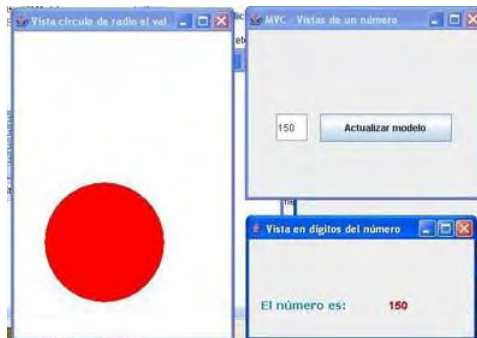 Vista círculo de radio el val
MVC - Vistas de un número
150
Actualizar modelo
Vista en dígitos del número
El número es: 150